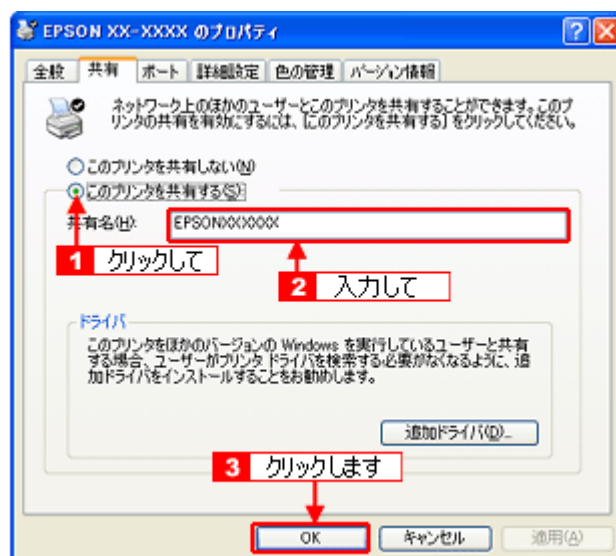 EPSON XX-XXXX のプロパティ
全般 共有 ポート 詳細設定 色の管理 バージョン情報
ネットワーク上のほかのユーザーとこのプリンタを共有することができます。このプ
リンタの共有を有効にするには、[このプリンタを共有する] をクリックしてください。
このプリンタを共有しない(N)
このプリンタを共有する(S)
共有名(H): EPSONXXXXXX
1 クリックして
2 入力して
ドライバ
このプリンタをほかのバージョンの Windows を実行しているユーザーと共有
する場合、ユーザーがプリンタ ドライバを検索する必要がなくなるように、追
加ドライバをインストールすることをお勧めします。
追加ドライバ(D)...
3 クリックします
OK キャンセル 適用(A)